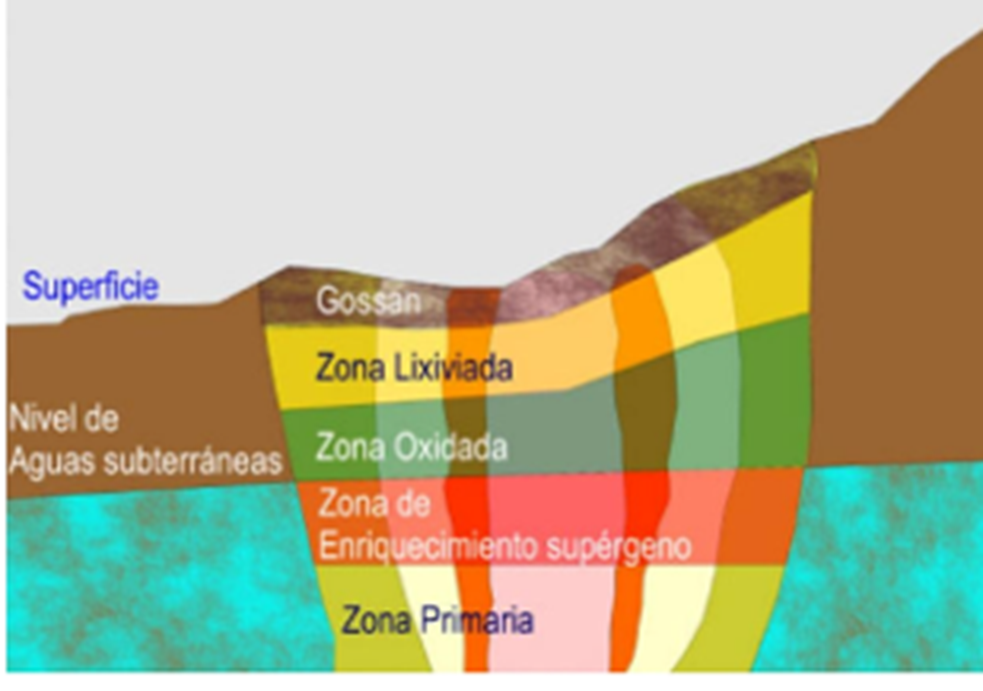 Superficie
Gossan
Zona Lixiviada
Nivel de
Aguas subterráneas
Zona Oxidada
Zona de
Enriquecimiento supérgeno
Zona Primaria